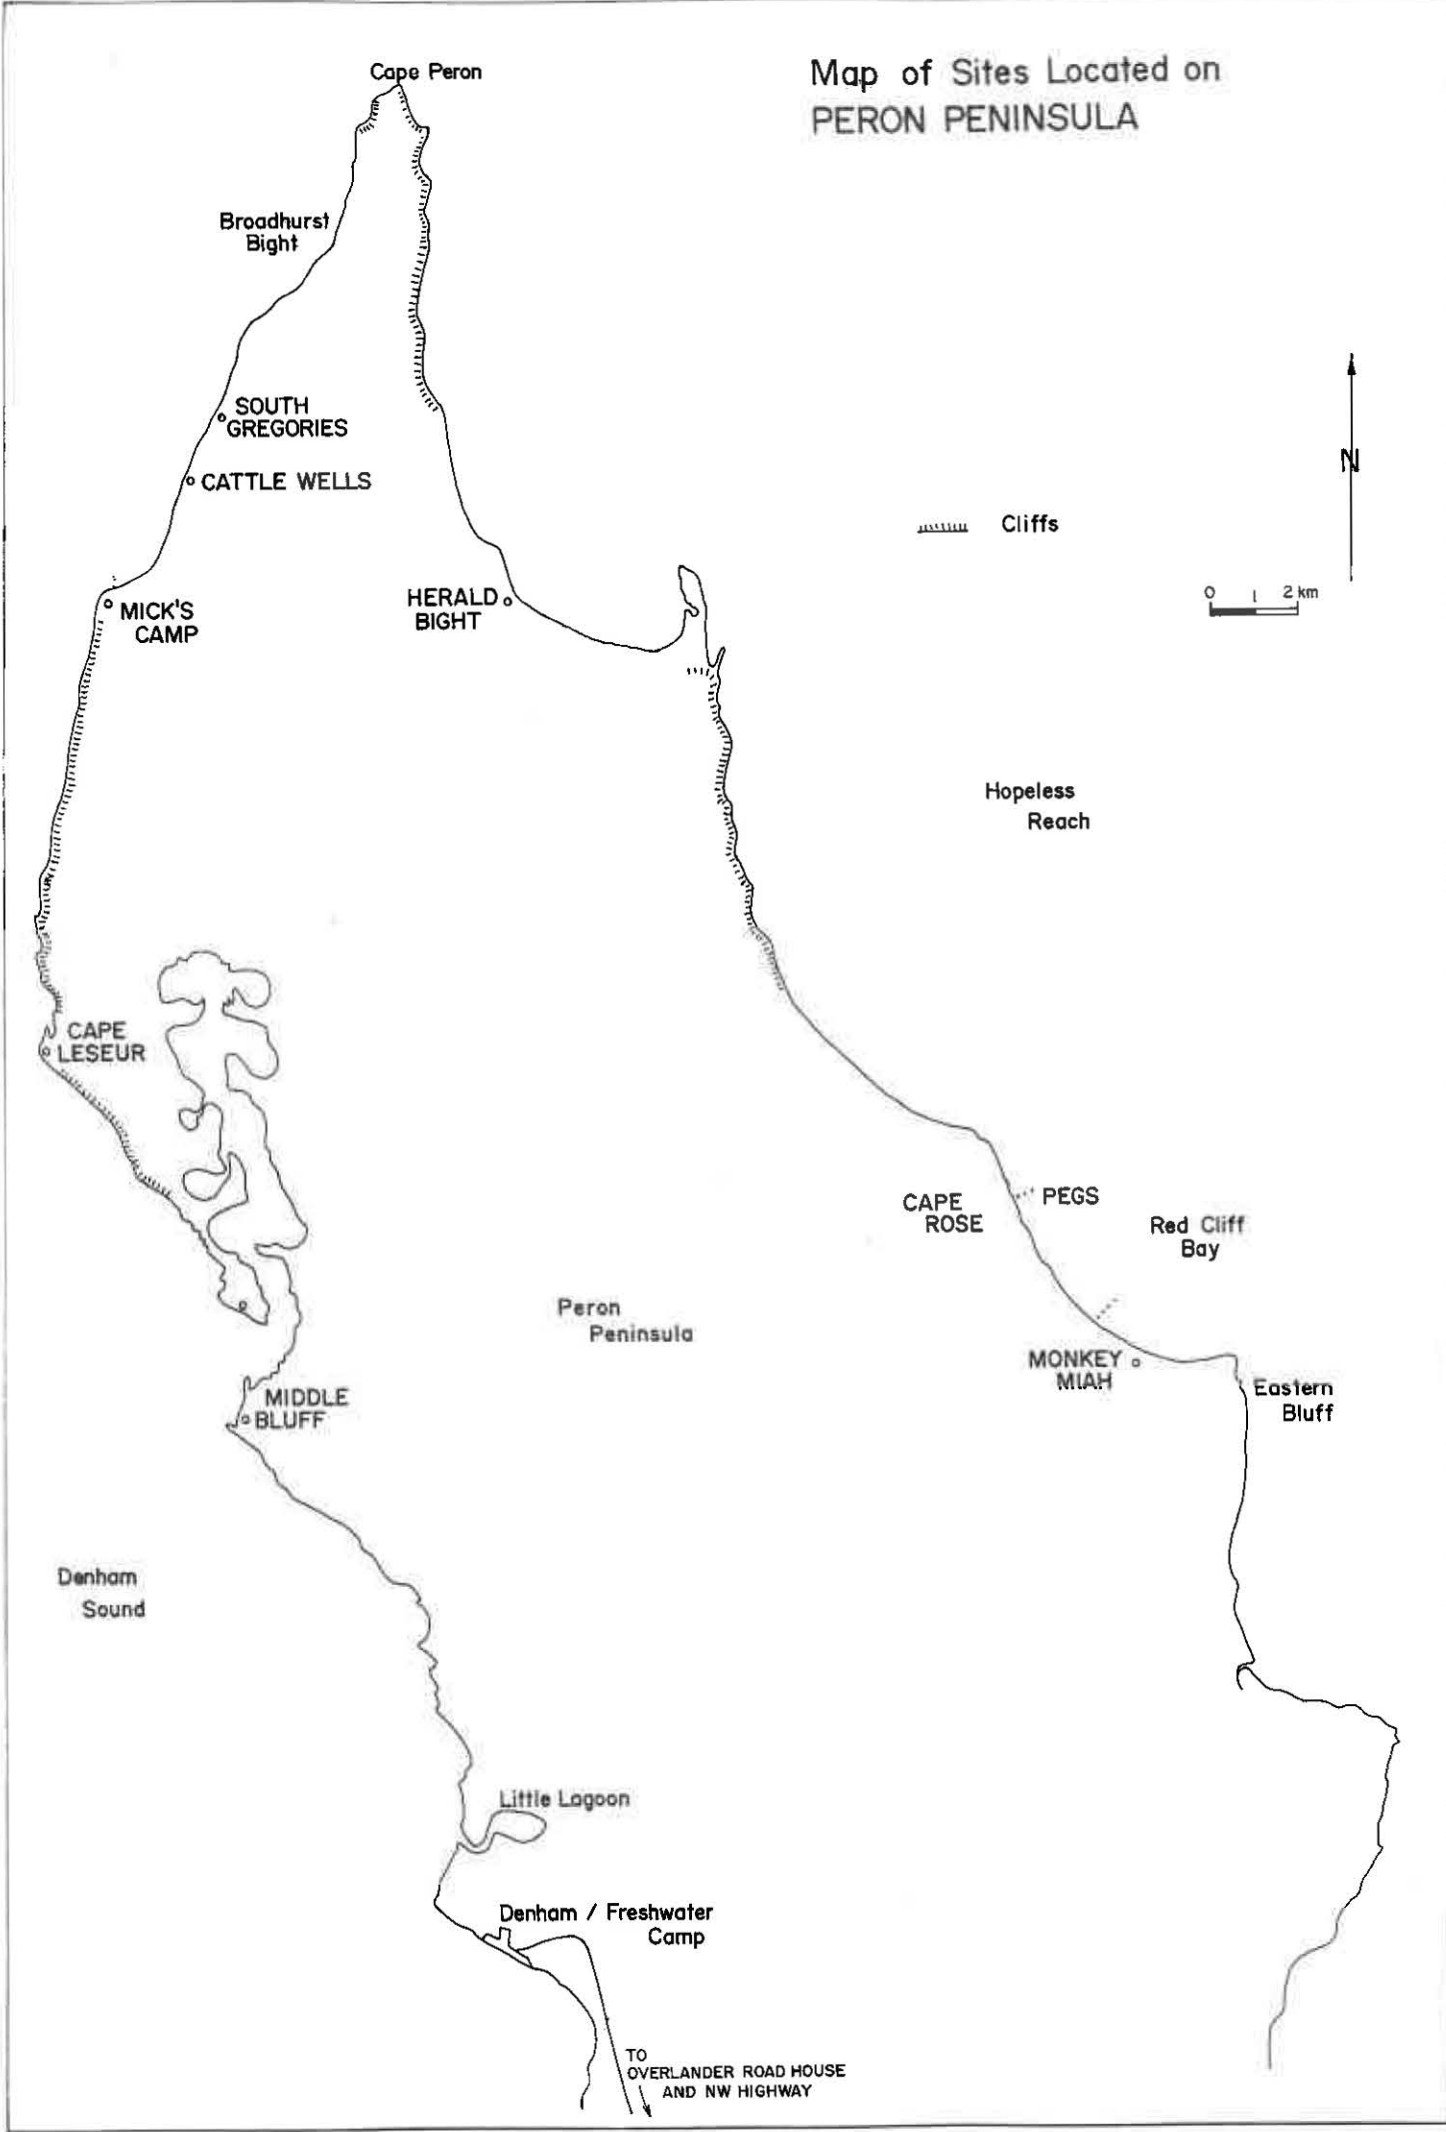 Map of Sites Located on
PERON PENINSULA
Cape Peron
Broadhurst
Bight
SOUTH
GREGORIES
CATTLE WELLS
N
Cliffs
0 1 2 km
MICK'S
CAMP
HERALD
BIGHT
Hopeless
Reach
CAPE
LESEUR
PEGS
CAPE
ROSE
Red Cliff
Bay
Peron
Peninsula
MONKEY
MIAH
Eastern
Bluff
MIDDLE
BLUFF
Denham
Sound
Little Lagoon
Denham / Freshwater
Camp
TO
OVERLANDER ROAD HOUSE
AND NW HIGHWAY